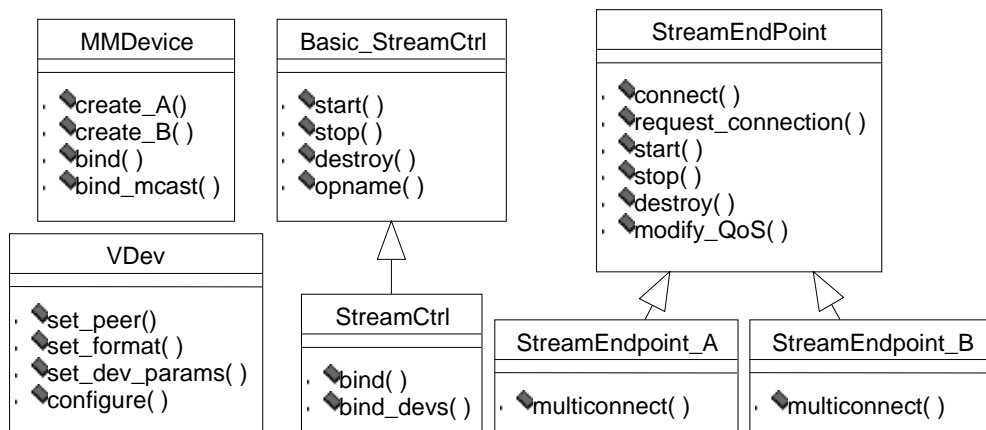 MMDevice
create_A()
create_B( )
bind( )
bind_mcast( )
Basic_StreamCtrl
start( )
stop( )
destroy( )
opname( )
StreamEndPoint
connect( )
request_connection( )
start( )
stop( )
destroy( )
modify_QoS( )
VDev
set_peer()
set_format( )
set_dev_params( )
configure( )
StreamCtrl
bind( )
bind_devs( )
StreamEndpoint_A
multiconnect( )
StreamEndpoint_B
multiconnect( )